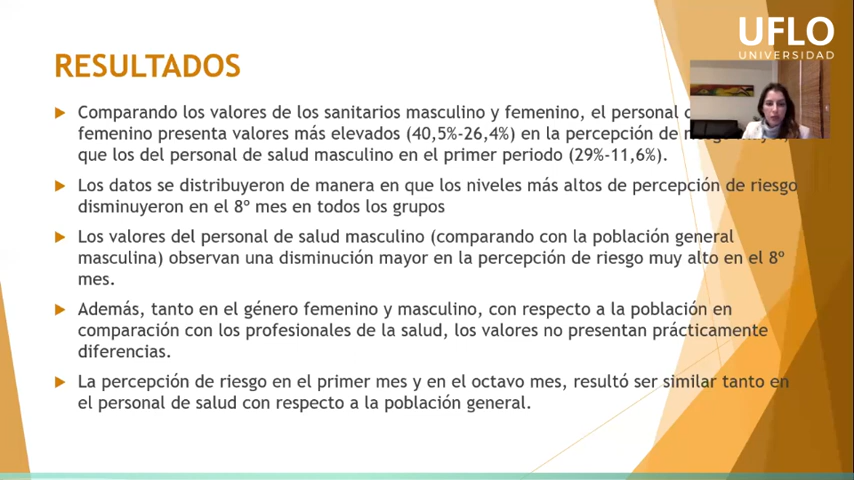 UFLO
UNIVERSIDAD
RESULTADOS
Comparando los valores de los sanitarios masculino y femenino, el personal
femenino presenta valores más elevados (40,5%-26,4%) en la percepción de
que los del personal de salud masculino en el primer periodo (29%-11,6%).
Los datos se distribuyeron de manera en que los niveles más altos de percepción de riesgo
disminuyeron en el 8º mes en todos los grupos
Los valores del personal de salud masculino (comparando con la población general
masculina) observan una disminución mayor en la percepción de riesgo muy alto en el 8º
mes.
Además, tanto en el género femenino y masculino, con respecto a la población en
comparación con los profesionales de la salud, los valores no presentan prácticamente
diferencias.
La percepción de riesgo en el primer mes y en el octavo mes, resultó ser similar tanto en
el personal de salud con respecto a la población general.